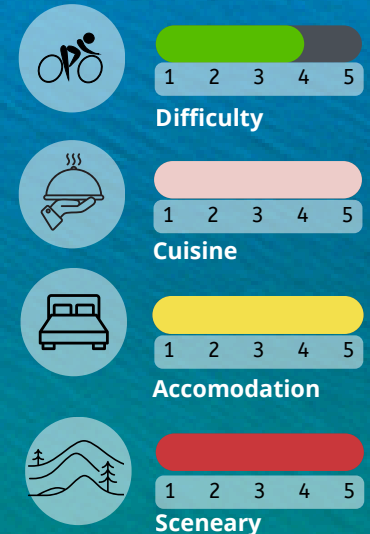 1 2 3 4 5
Difficulty
1 2 3 4 5
Cuisine
1 2 3 4 5
Accomodation
1 2 3 4 5
Sceneary